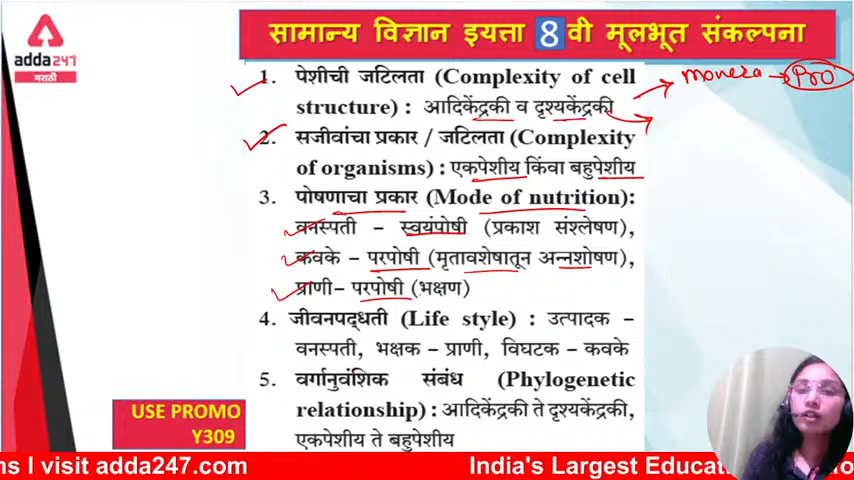 सामान्य विज्ञान इयत्ता 8 वी मूलभूत संकल्पना
adda247
मराठी
1. पेशीची जटिलता (Complexity of cell
structure) : आदिकेंद्रकी व दृश्यकेंद्रकी
monera → Pro
2. सजीवांचा प्रकार / जटिलता (Complexity
of organisms) : एकपेशीय किंवा बहुपेशीय
3. पोषणाचा प्रकार (Mode of nutrition):
वनस्पती – स्वयंपोषी (प्रकाश संश्लेषण),
कवके – परपोषी (मृतावशेषातून अन्नशोषण),
प्राणी– परपोषी (भक्षण)
4. जीवनपद्धती (Life style) : उत्पादक –
वनस्पती, भक्षक – प्राणी, विघटक – कवके
5. वर्गानुवंशिक संबंध (Phylogenetic
relationship) : आदिकेंद्रकी ते दृश्यकेंद्रकी,
एकपेशीय ते बहुपेशीय
USE PROMO
Y309
ns I visit adda247.com India's Largest Educat